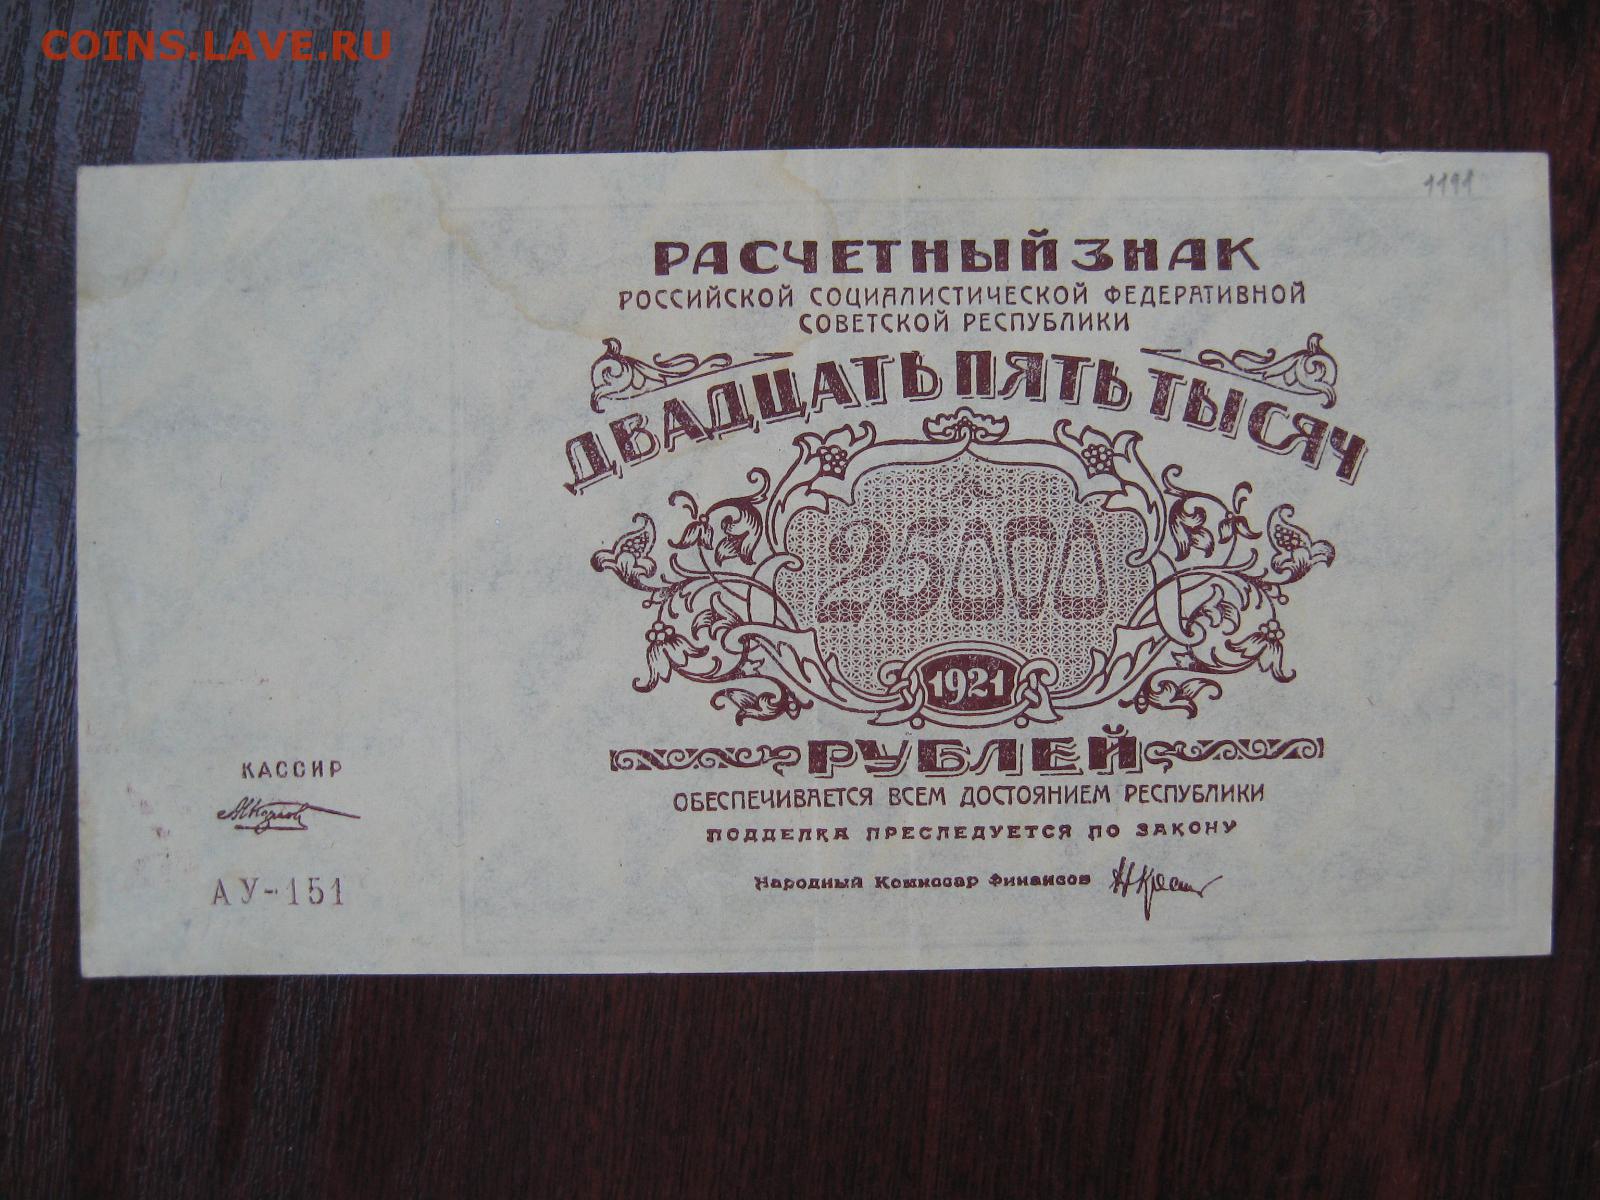 COINS.LAVE.RU
1191
РАСЧЕТНЫЙ ЗНАК
РОССИЙСКОЙ СОЦИАЛИСТИЧЕСКОЙ ФЕДЕРАТИВНОЙ
СОВЕТСКОЙ РЕСПУБЛИКИ
ДВАДЦАТЬ ПЯТЬ ТЫСЯЧ
25000
1921
РУБЛЕЙ
ОБЕСПЕЧИВАЕТСЯ ВСЕМ ДОСТОЯНИЕМ РЕСПУБЛИКИ
ПОДДЕЛКА ПРЕСЛЕДУЕТСЯ ПО ЗАКОНУ
Народный Комиссар Финансов
КАССИР
АУ-151